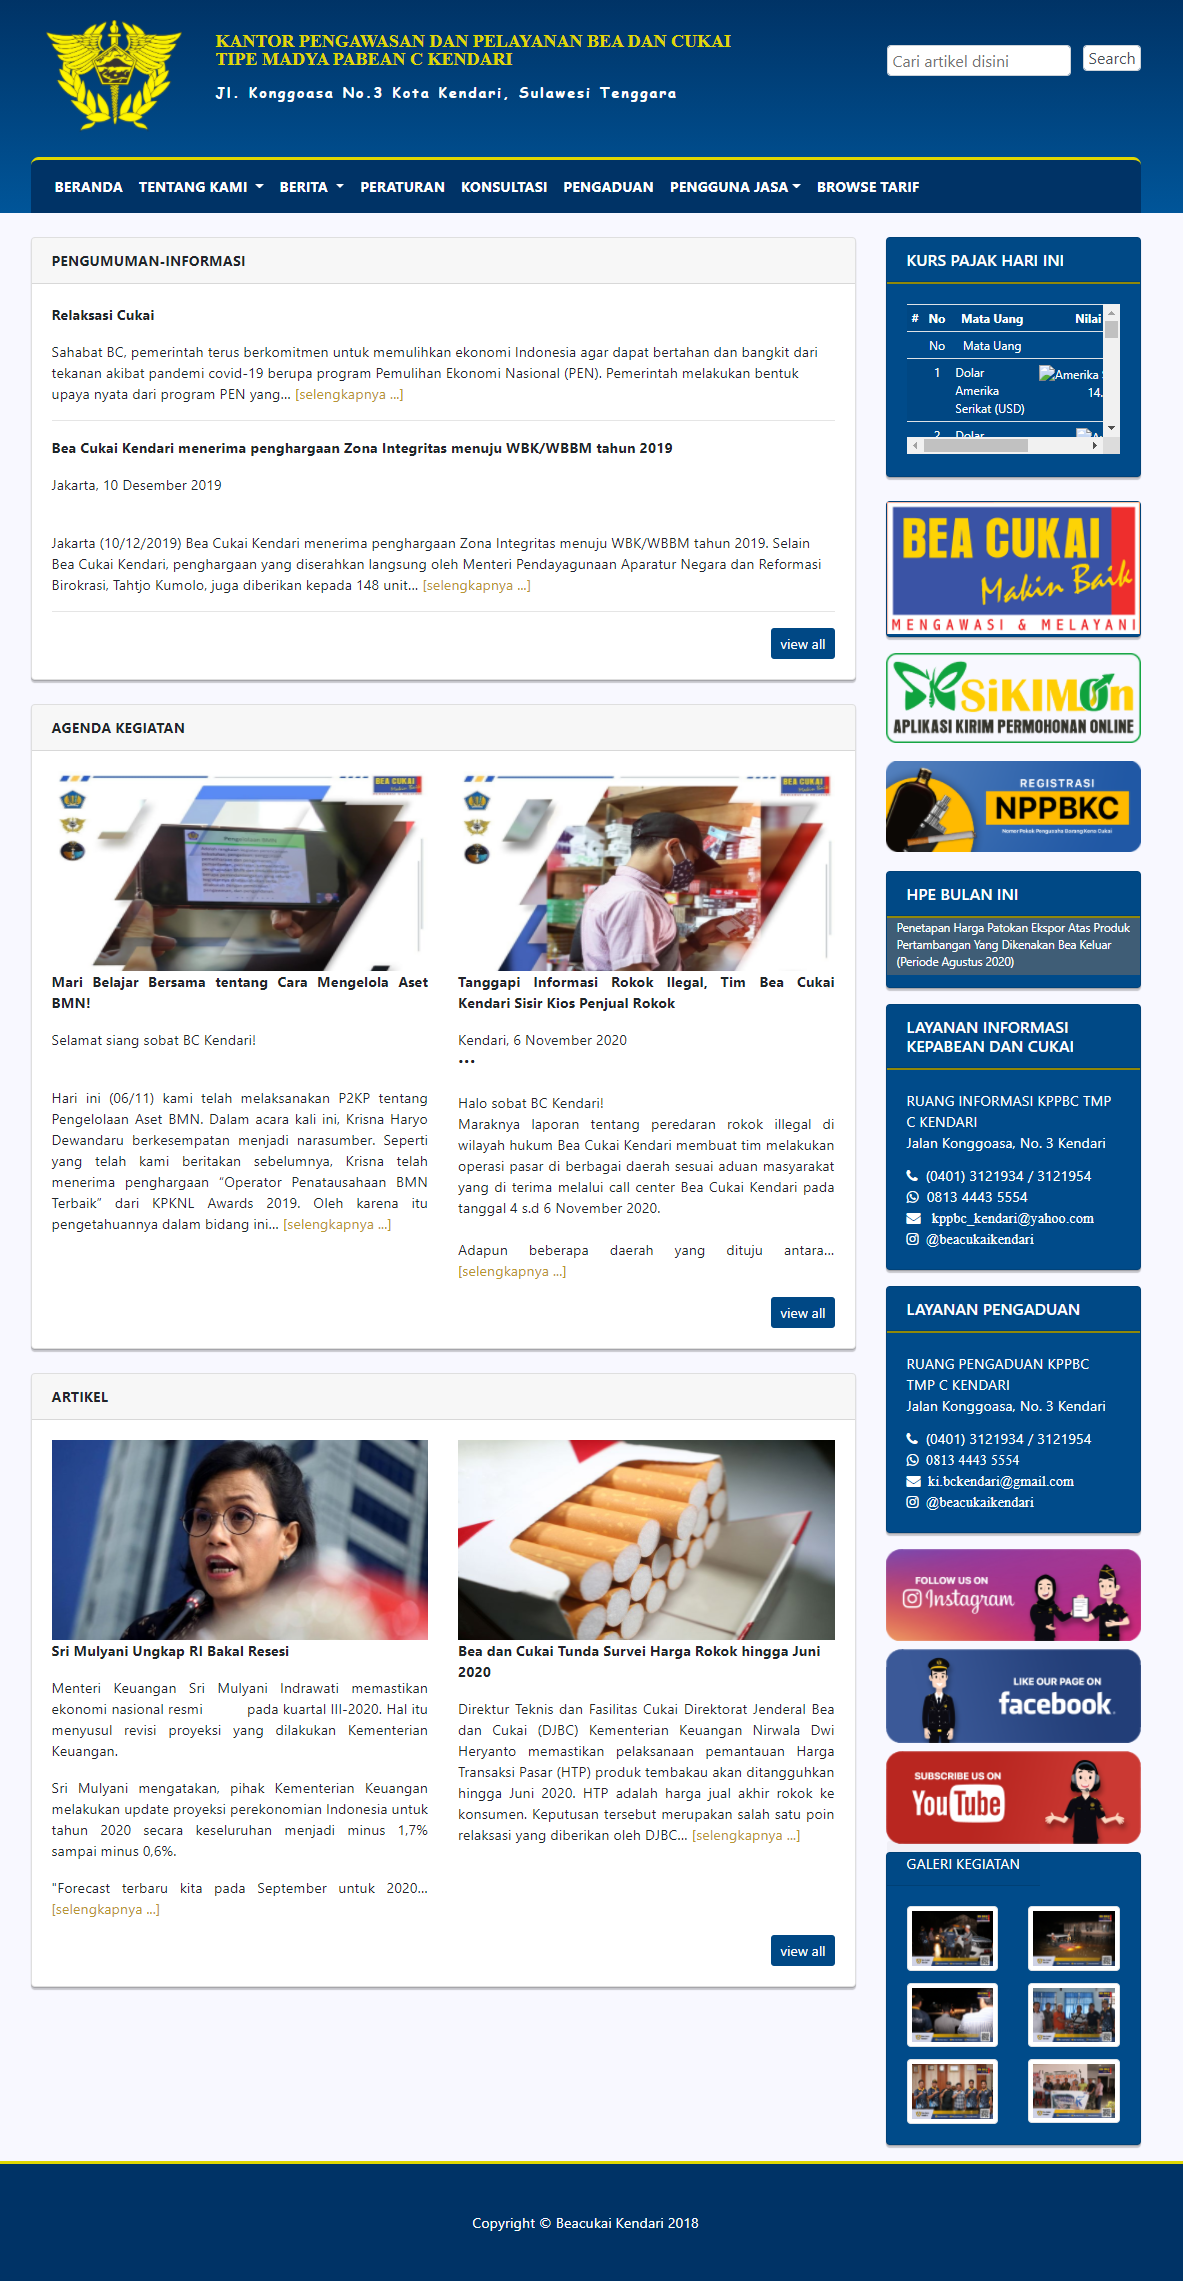 KANTOR PENGAWASAN DAN PELAYANAN BEA DAN CUKAI
TIPE MADYA PABEAN C KENDARI
Jl. Konggoasa No.3 Kota Kendari, Sulawesi Tenggara
Cari artikel disini
Search
BERANDA TENTANG KAMI BERITA PERATURAN KONSULTASI PENGADUAN PENGGUNA JASA BROWSE TARIF
PENGUMUMAN-INFORMASI
Relaksasi Cukai
Sahabat BC, pemerintah terus berkomitmen untuk memulihkan ekonomi Indonesia agar dapat bertahan dan bangkit dari
tekanan akibat pandemi covid-19 berupa program Pemulihan Ekonomi Nasional (PEN). Pemerintah melakukan bentuk
upaya nyata dari program PEN yang... [selengkapnya ...]
Bea Cukai Kendari menerima penghargaan Zona Integritas menuju WBK/WBBM tahun 2019
Jakarta, 10 Desember 2019
Jakarta (10/12/2019) Bea Cukai Kendari menerima penghargaan Zona Integritas menuju WBK/WBBM tahun 2019. Selain
Bea Cukai Kendari, penghargaan yang diserahkan langsung oleh Menteri Pendayagunaan Aparatur Negara dan Reformasi
Birokrasi, Tahtjo Kumolo, juga diberikan kepada 148 unit... [selengkapnya ...]
view all
AGENDA KEGIATAN
BEA CUKAI
Mari Belajar Bersama tentang Cara Mengelola Aset
BMN!
Selamat siang sobat BC Kendari!
Hari ini (06/11) kami telah melaksanakan P2KP tentang
Pengelolaan Aset BMN. Dalam acara kali ini, Krisna Haryo
Dewandaru berkesempatan menjadi narasumber. Seperti
yang telah kami beritakan sebelumnya, Krisna telah
menerima penghargaan “Operator Penatausahaan BMN
Terbaik” dari KPKNL Awards 2019. Oleh karena itu
pengetahuannya dalam bidang ini... [selengkapnya ...]
BEA CUKAI
Tanggapi Informasi Rokok Ilegal, Tim Bea Cukai
Kendari Sisir Kios Penjual Rokok
Kendari, 6 November 2020
•••
Halo sobat BC Kendari!
Maraknya laporan tentang peredaran rokok illegal di
wilayah hukum Bea Cukai Kendari membuat tim melakukan
operasi pasar di berbagai daerah sesuai aduan masyarakat
yang di terima melalui call center Bea Cukai Kendari pada
tanggal 4 s.d 6 November 2020.
Adapun beberapa daerah yang dituju antara...
[selengkapnya ...]
view all
ARTIKEL
Sri Mulyani Ungkap RI Bakal Resesi
Menteri Keuangan Sri Mulyani Indrawati memastikan
ekonomi nasional resmi pada kuartal III-2020. Hal itu
menyusul revisi proyeksi yang dilakukan Kementerian
Keuangan.
Sri Mulyani mengatakan, pihak Kementerian Keuangan
melakukan update proyeksi perekonomian Indonesia untuk
tahun 2020 secara keseluruhan menjadi minus 1,7%
sampai minus 0,6%.
"Forecast terbaru kita pada September untuk 2020...
[selengkapnya ...]
Bea dan Cukai Tunda Survei Harga Rokok hingga Juni
2020
Direktur Teknis dan Fasilitas Cukai Direktorat Jenderal Bea
dan Cukai (DJBC) Kementerian Keuangan Nirwala Dwi
Heryanto memastikan pelaksanaan pemantauan Harga
Transaksi Pasar (HTP) produk tembakau akan ditangguhkan
hingga Juni 2020. HTP adalah harga jual akhir rokok ke
konsumen. Keputusan tersebut merupakan salah satu poin
relaksasi yang diberikan oleh DJBC... [selengkapnya ...]
view all
KURS PAJAK HARI INI
# No Mata Uang Nilai
No Mata Uang
1 Dolar Amerika
Amerika 14.
Serikat (USD)
2 Dolar
BEA CUKAI
Makin Baik
MENGAWASI & MELAYANI
SiKIMOn
APLIKASI KIRIM PERMOHONAN ONLINE
REGISTRASI
NPPBKC
Nomor Pokok Pengusaha Barang Kena Cukai
HPE BULAN INI
Penetapan Harga Patokan Ekspor Atas Produk
Pertambangan Yang Dikenakan Bea Keluar
(Periode Agustus 2020)
LAYANAN INFORMASI
KEPABEAN DAN CUKAI
RUANG INFORMASI KPPBC TMP
C KENDARI
Jalan Konggoasa, No. 3 Kendari
(0401) 3121934 / 3121954
0813 4443 5554
kppbc_kendari@yahoo.com
@beacukaikendari
LAYANAN PENGADUAN
RUANG PENGADUAN KPPBC
TMP C KENDARI
Jalan Konggoasa, No. 3 Kendari
(0401) 3121934 / 3121954
0813 4443 5554
ki.bckendari@gmail.com
@beacukaikendari
FOLLOW US ON
Instagram
LIKE OUR PAGE ON
facebook.
SUBSCRIBE US ON
YouTube
GALERI KEGIATAN
Copyright © Beacukai Kendari 2018